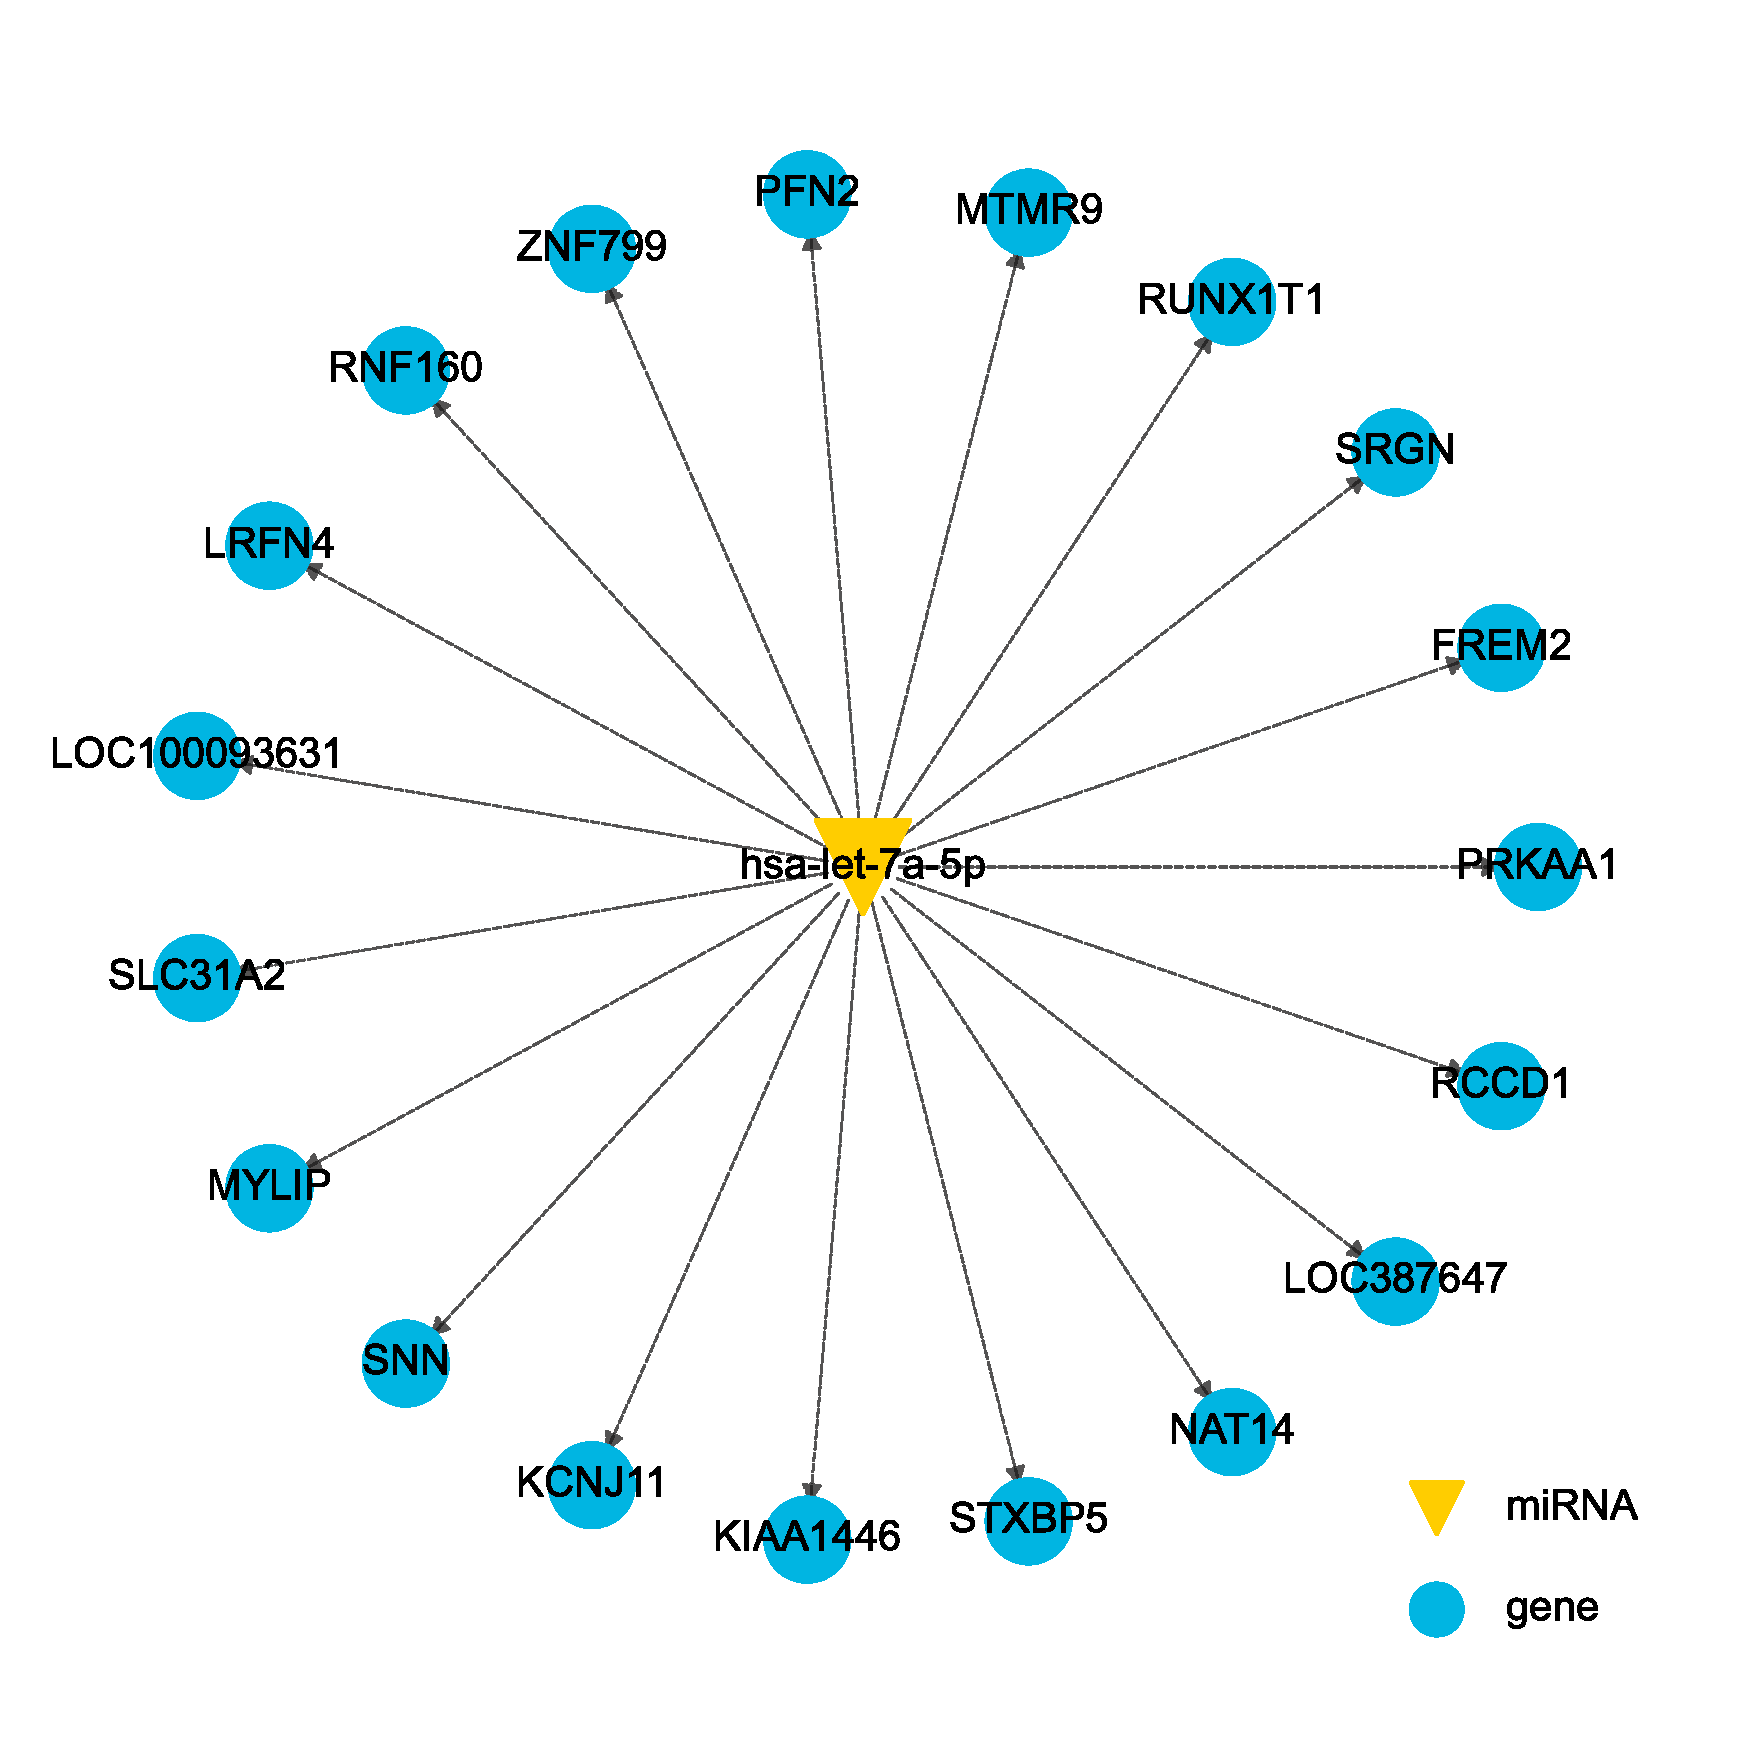 PFN2
MTMR9
ZNF799
RUNX1T1
RNF160
SRGN
LRFN4
FREM2
LOC100093631
hsa-let-7a-5p
PRKAA1
SLC31A2
RCCD1
MYLIP
LOC387647
SNN
NAT14
KCNJ11
STXBP5
KIAA1446
miRNA
gene